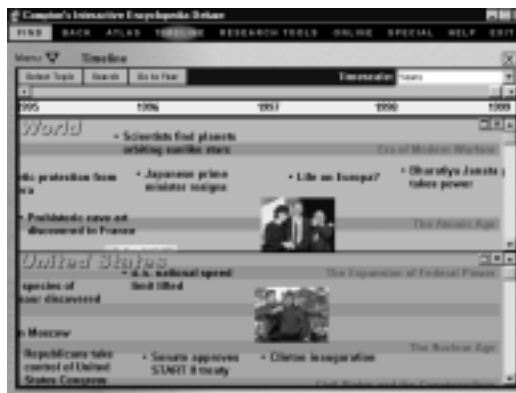 Compton's Interactive Encyclopedia Deluxe
FIND BACK ATLAS TIMELINE RESEARCH TOOLS ONLINE SPECIAL HELP EXIT
Menu Timeline
Select Topic Search Go to Year Timescale: Years
1995 1996 1997 1998 1999
World
• Scientists find planets
orbiting sunlike stars
Era of Modern Warfare
tic protection from
era
• Japanese prime
minister resigns
• Life on Europa?
• Bharatiya Janata p
takes power
• Prehistoric cave art
discovered in France
The Atomic Age
United States
• U.S. national speed
limit lifted
The Expansion of Federal Power
species of
discovered
n Moscow
The Nuclear Age
Republicans take
control of United
States Congress
• Senate approves
START II treaty
• Clinton inauguration